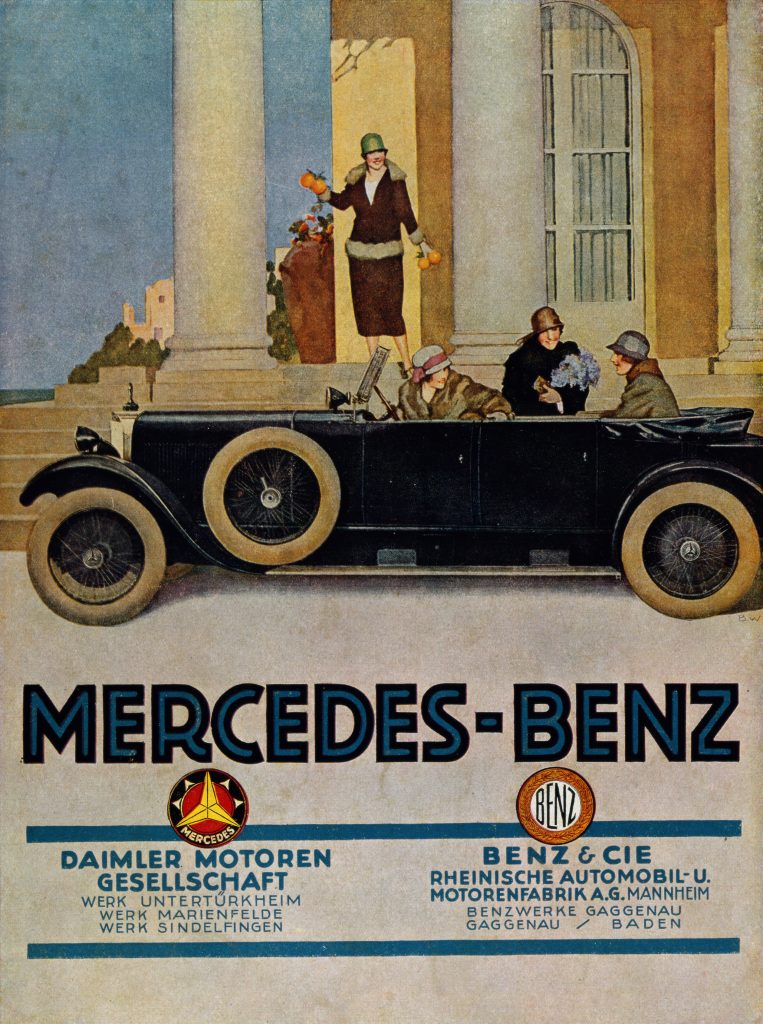 B.W
MERCEDES-BENZ
MERCEDES
BENZ
DAIMLER MOTOREN
GESELLSCHAFT
WERK UNTERTÜRKHEIM
WERK MARIENFELDE
WERK SINDELFINGEN
BENZ & CIE
RHEINISCHE AUTOMOBIL- U.
MOTORENFABRIK A.G. MANNHEIM
BENZWERKE GAGGENAU
GAGGENAU / BADEN